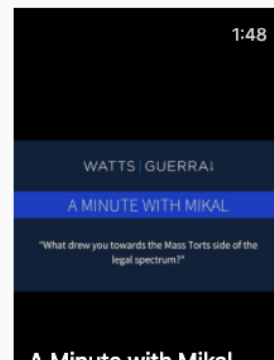 1:48
WATTS GUERRA
A MINUTE WITH MIKAL
"What drew you towards the Mass Torts side of the
legal spectrum?"
A Minute with Mikal